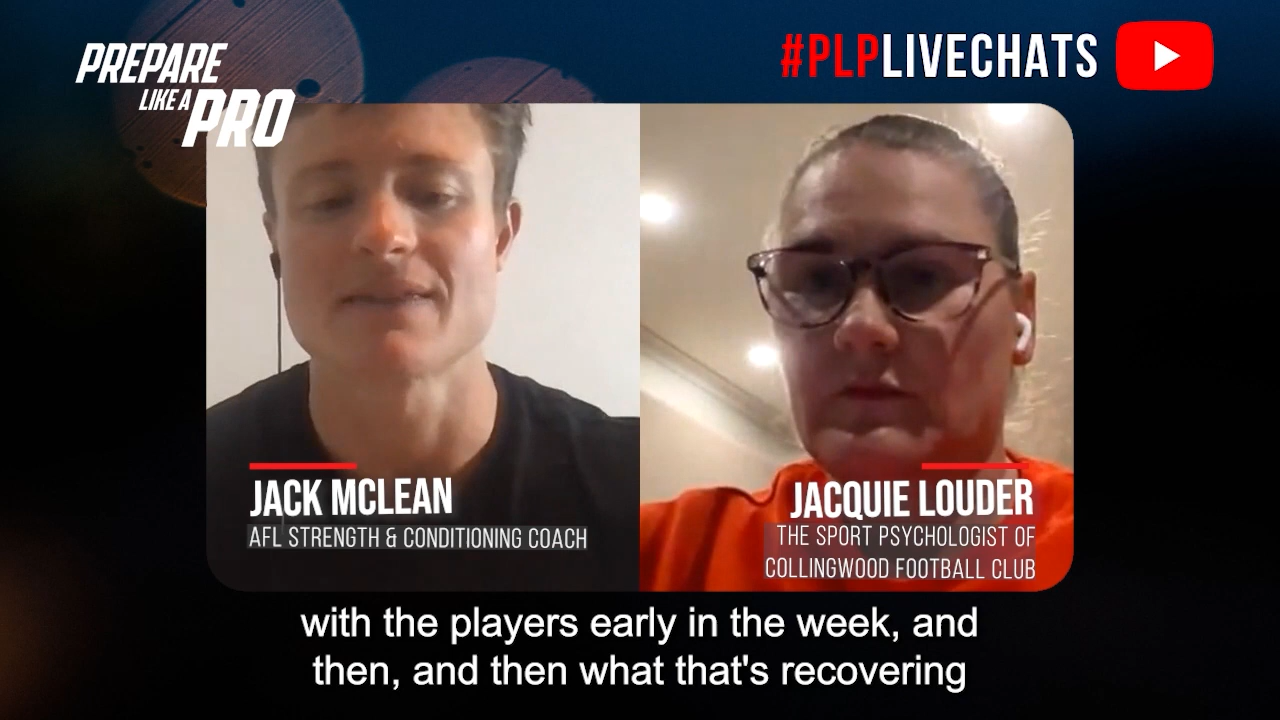 PREPARE
LIKE A
PRO
#PLPLIVECHATS
JACK MCLEAN
AFL STRENGTH & CONDITIONING COACH
JACQUIE LOUDER
THE SPORT PSYCHOLOGIST OF
COLLINGWOOD FOOTBALL CLUB
with the players early in the week, and
then, and then what that's recovering